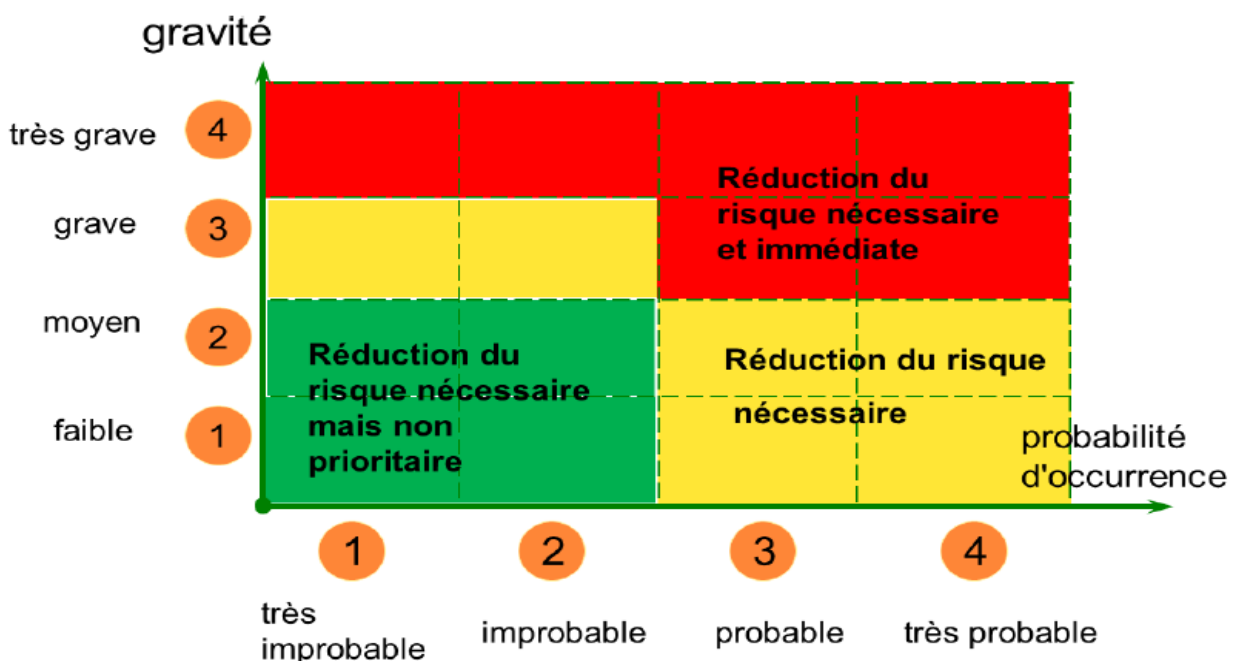 gravité
très grave
4
Réduction du
risque nécessaire
et immédiate
grave
3
moyen
2
Réduction du
risque nécessaire
mais non
prioritaire
Réduction du risque
nécessaire
faible
1
probabilité
d'occurrence
1
2
3
4
très
improbable
improbable
probable
très probable